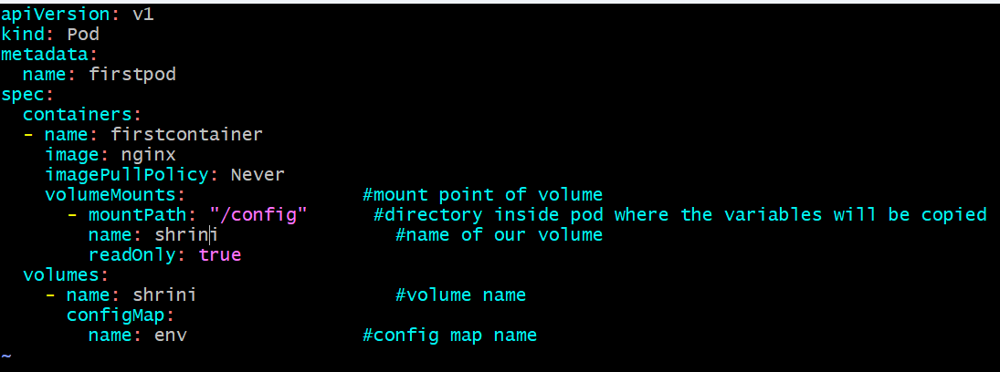 apiVersion: v1
kind: Pod
metadata:
  name: firstpod
spec:
  containers:
  - name: firstcontainer
    image: nginx
    imagePullPolicy: Never
    volumeMounts:                #mount point of volume
      - mountPath: "/config"      #directory inside pod where the variables will be copied
        name: shrini                #name of our volume
        readOnly: true
  volumes:
    - name: shrini                  #volume name
      configMap:
        name: env                #config map name
~